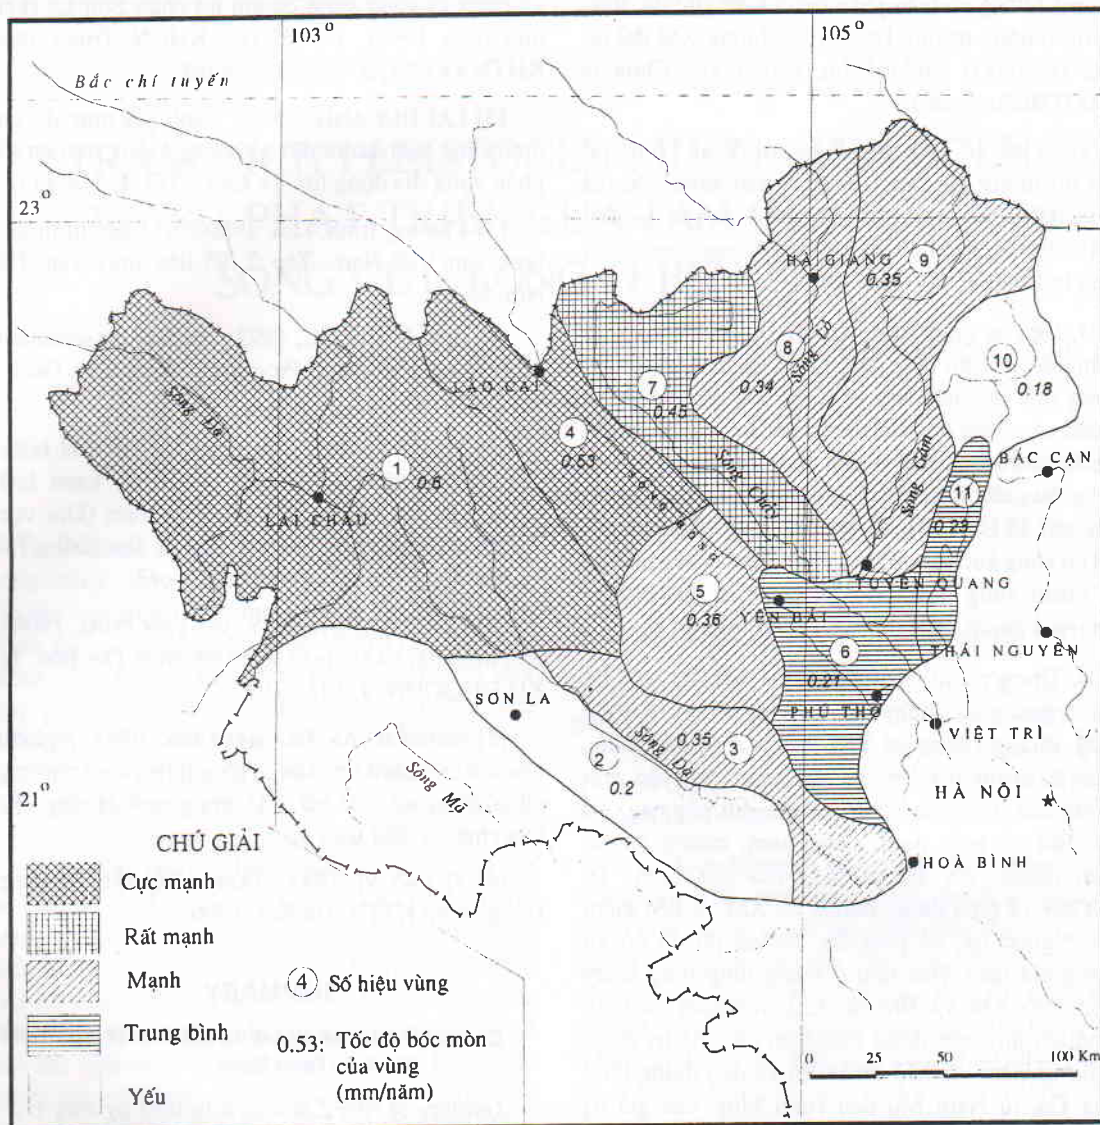 103°
105°
Bắc chí tuyến
23°
HÀ GIANG
9
0.35
8
Sông Lô
0.34
10
0.18
LÀO CAI
7
0.45
Sông Đà
4
0.53
1
0.6
Sông Gâm
BẮC CẠN
Sông Chảy
11
0.23
LAI CHÂU
Sông Hồng
TUYÊN QUANG
5
0.36
YÊN BÁI
6
0.21
THÁI NGUYÊN
SƠN LA
PHÚ THỌ
VIỆT TRÌ
0.35
3
Sông Đà
2
0.2
Sông Mã
HÀ NỘI
21°
HOÀ BÌNH
CHÚ GIẢI
Cực mạnh
Rất mạnh
Mạnh
4 Số hiệu vùng
Trung bình
0.53: Tốc độ bóc mòn
của vùng
(mm/năm)
Yếu
0 25 50 100 Km